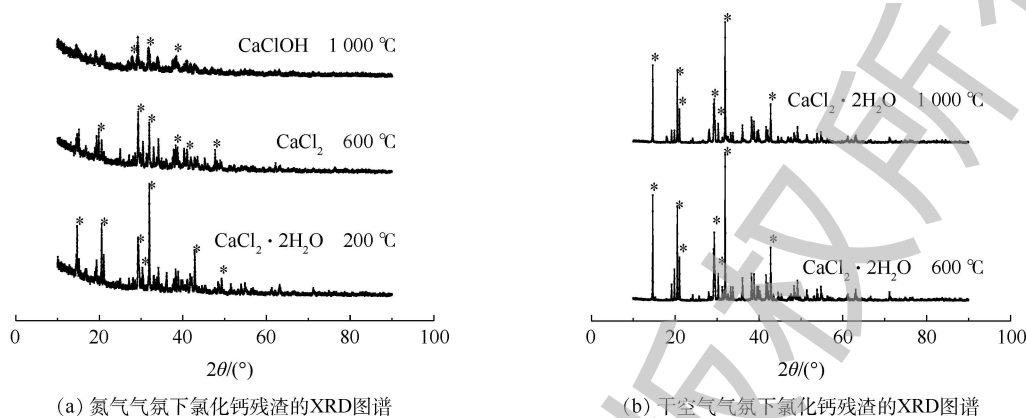 CaClOH 1 000 ℃
CaCl2 600 ℃
CaCl2·2H2O 200 ℃
0 20 40 60 80 100
2θ/(°)
(a) 氮气气氛下氯化钙残渣的XRD图谱
CaCl2·2H2O 1 000 ℃
CaCl2·2H2O 600 ℃
0 20 40 60 80 100
2θ/(°)
(b) 干空气气氛下氯化钙残渣的XRD图谱
版权所